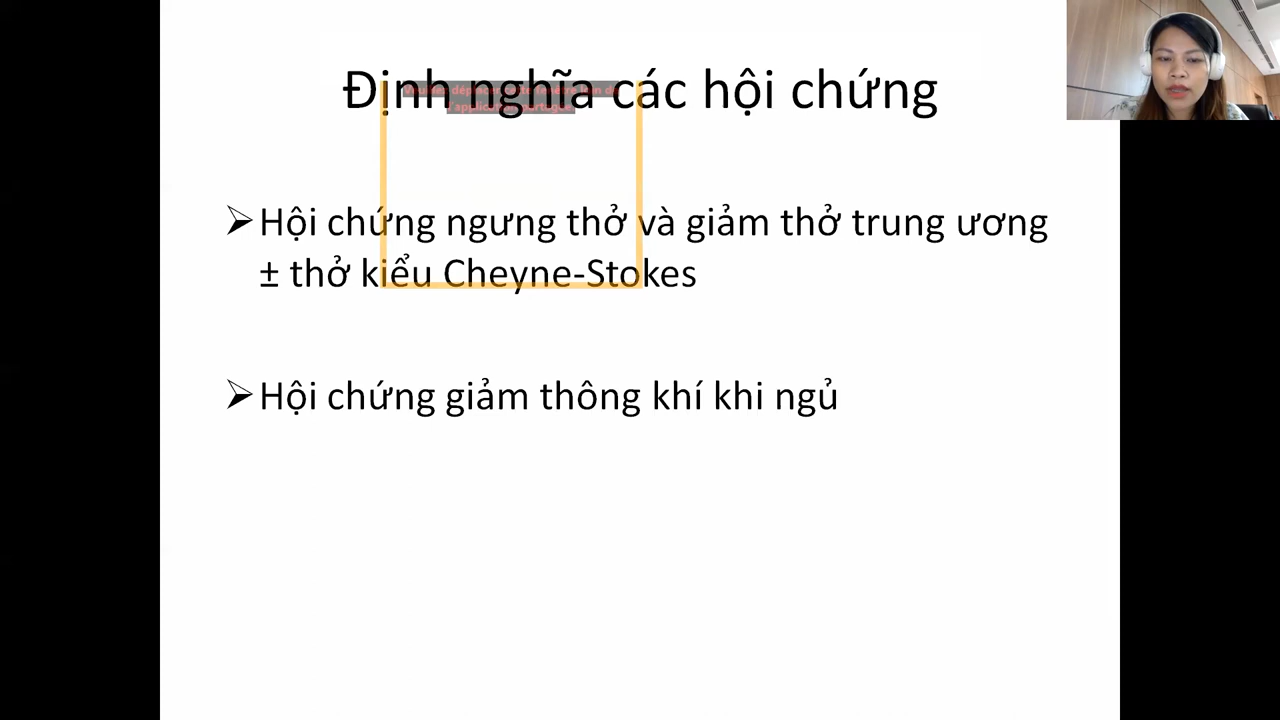 Định nghĩa các hội chứng
Hội chứng ngưng thở và giảm thở trung ương
± thở kiểu Cheyne-Stokes
Hội chứng giảm thông khí khi ngủ